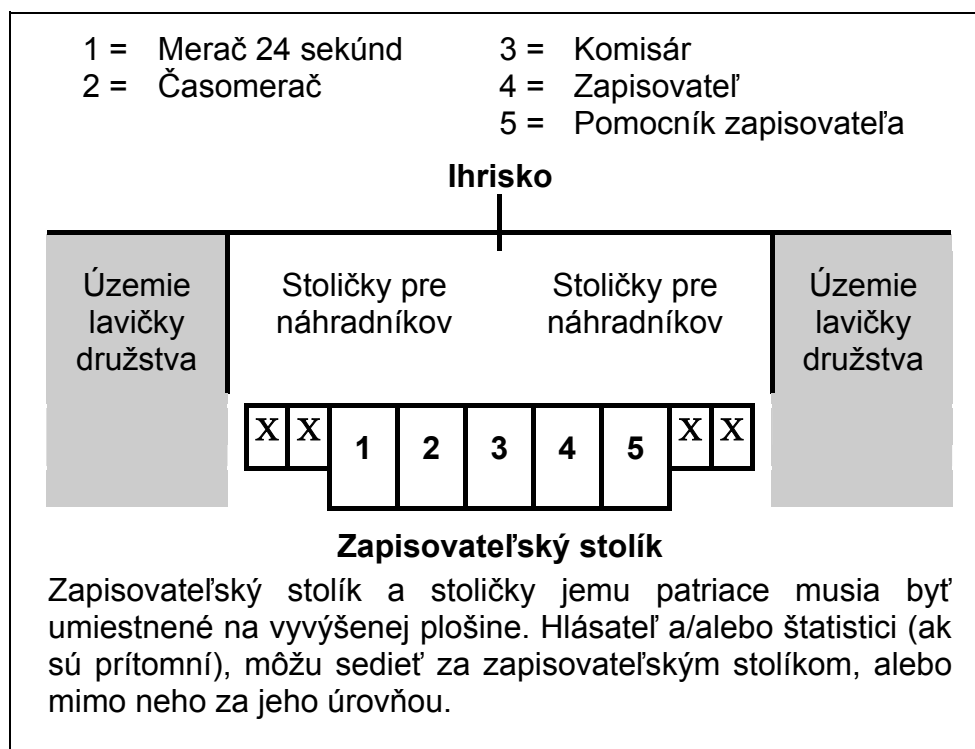 1 = Merač 24 sekúnd 3 = Komisár
2 = Časomerač 4 = Zapisovateľ
5 = Pomocník zapisovateľa
Ihrisko
Územie lavičky družstva
Stoličky pre náhradníkov
Stoličky pre náhradníkov
Územie lavičky družstva
X X 1 2 3 4 5 X X
Zapisovateľský stolík
Zapisovateľský stolík a stoličky jemu patriace musia byť
umiestnené na vyvýšenej plošine. Hlásateľ a/alebo štatistici (ak
sú prítomní), môžu sedieť za zapisovateľským stolíkom, alebo
mimo neho za jeho úrovňou.